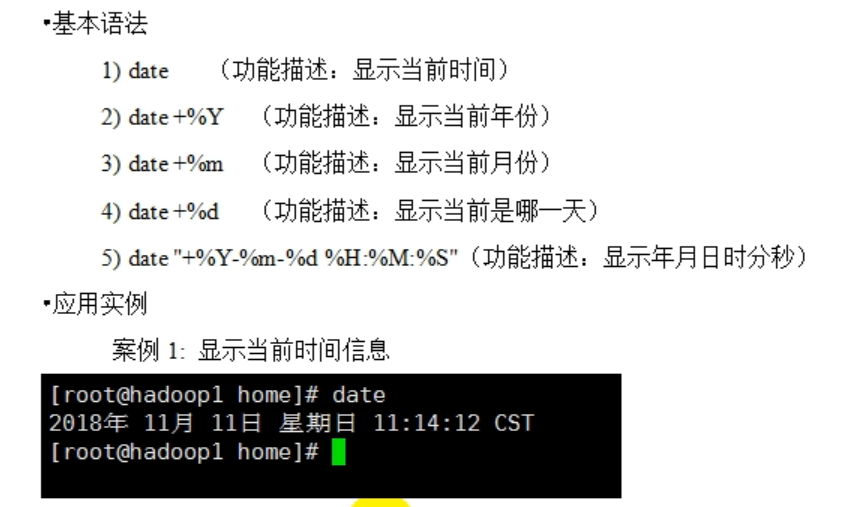 ▪基本语法
1) date （功能描述：显示当前时间）
2) date +%Y （功能描述：显示当前年份）
3) date +%m （功能描述：显示当前月份）
4) date +%d （功能描述：显示当前是哪一天）
5) date "+%Y-%m-%d %H:%M:%S"（功能描述：显示年月日时分秒）
▪应用实例
案例 1: 显示当前时间信息
[root@hadoop1 home]# date
2018年 11月 11日 星期日 11:14:12 CST
[root@hadoop1 home]#